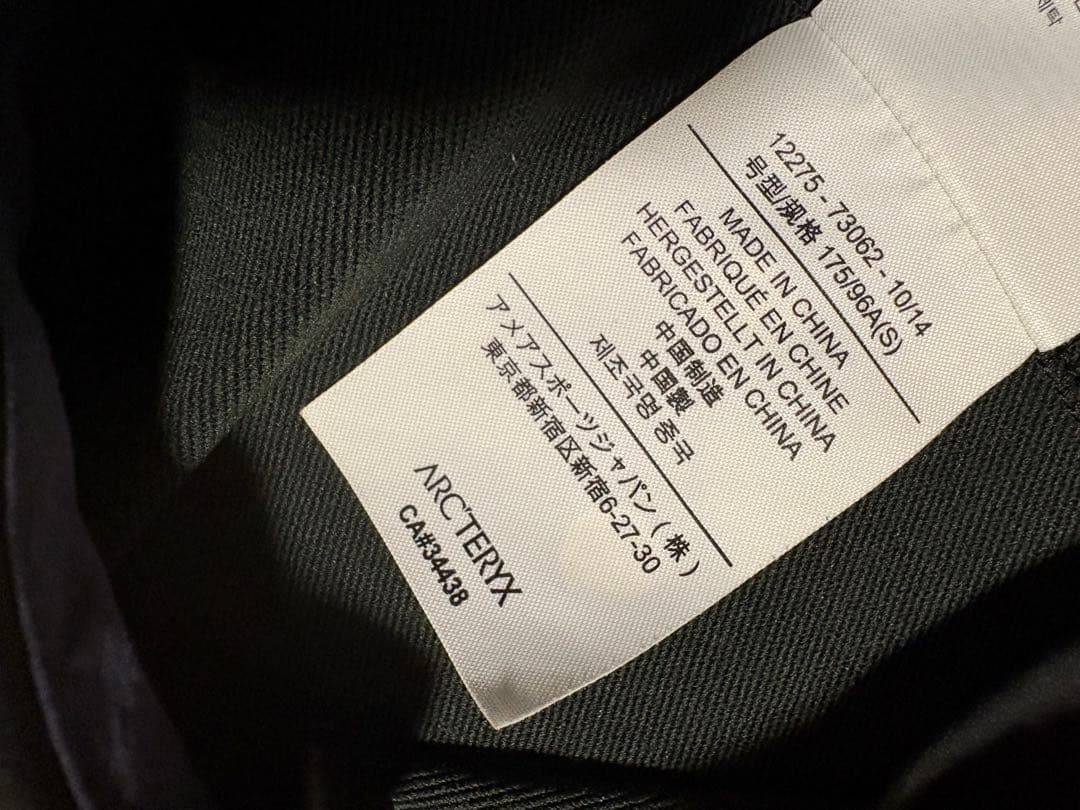 12275 - 73062 - 10/14
号型/规格 175/96A(S)
MADE IN CHINA
FABRIQUÉ EN CHINE
HERGESTELLT IN CHINA
FABRICADO EN CHINA
中国制造
中国製
제조국명 중국
アメアスポーツジャパン (株)
東京都新宿区新宿6-27-30
ARC'TERYX
CA#34438